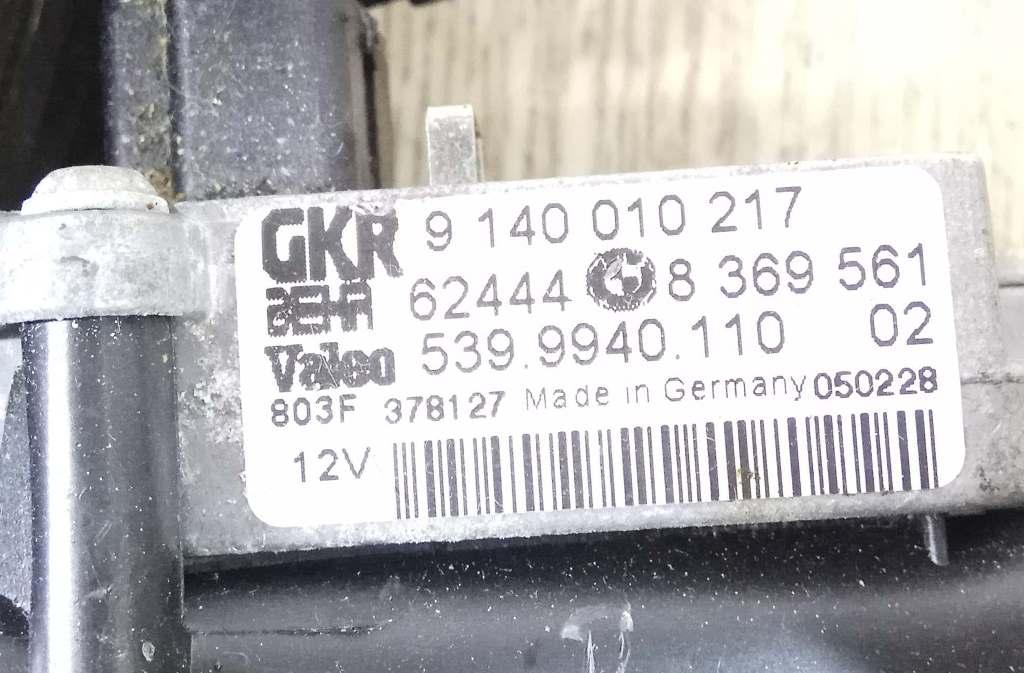 GKR 9 140 010 217
BEHR 62444 8 369 561
Valeo 539.9940.110 02
803F 378127 Made in Germany 050228
12V